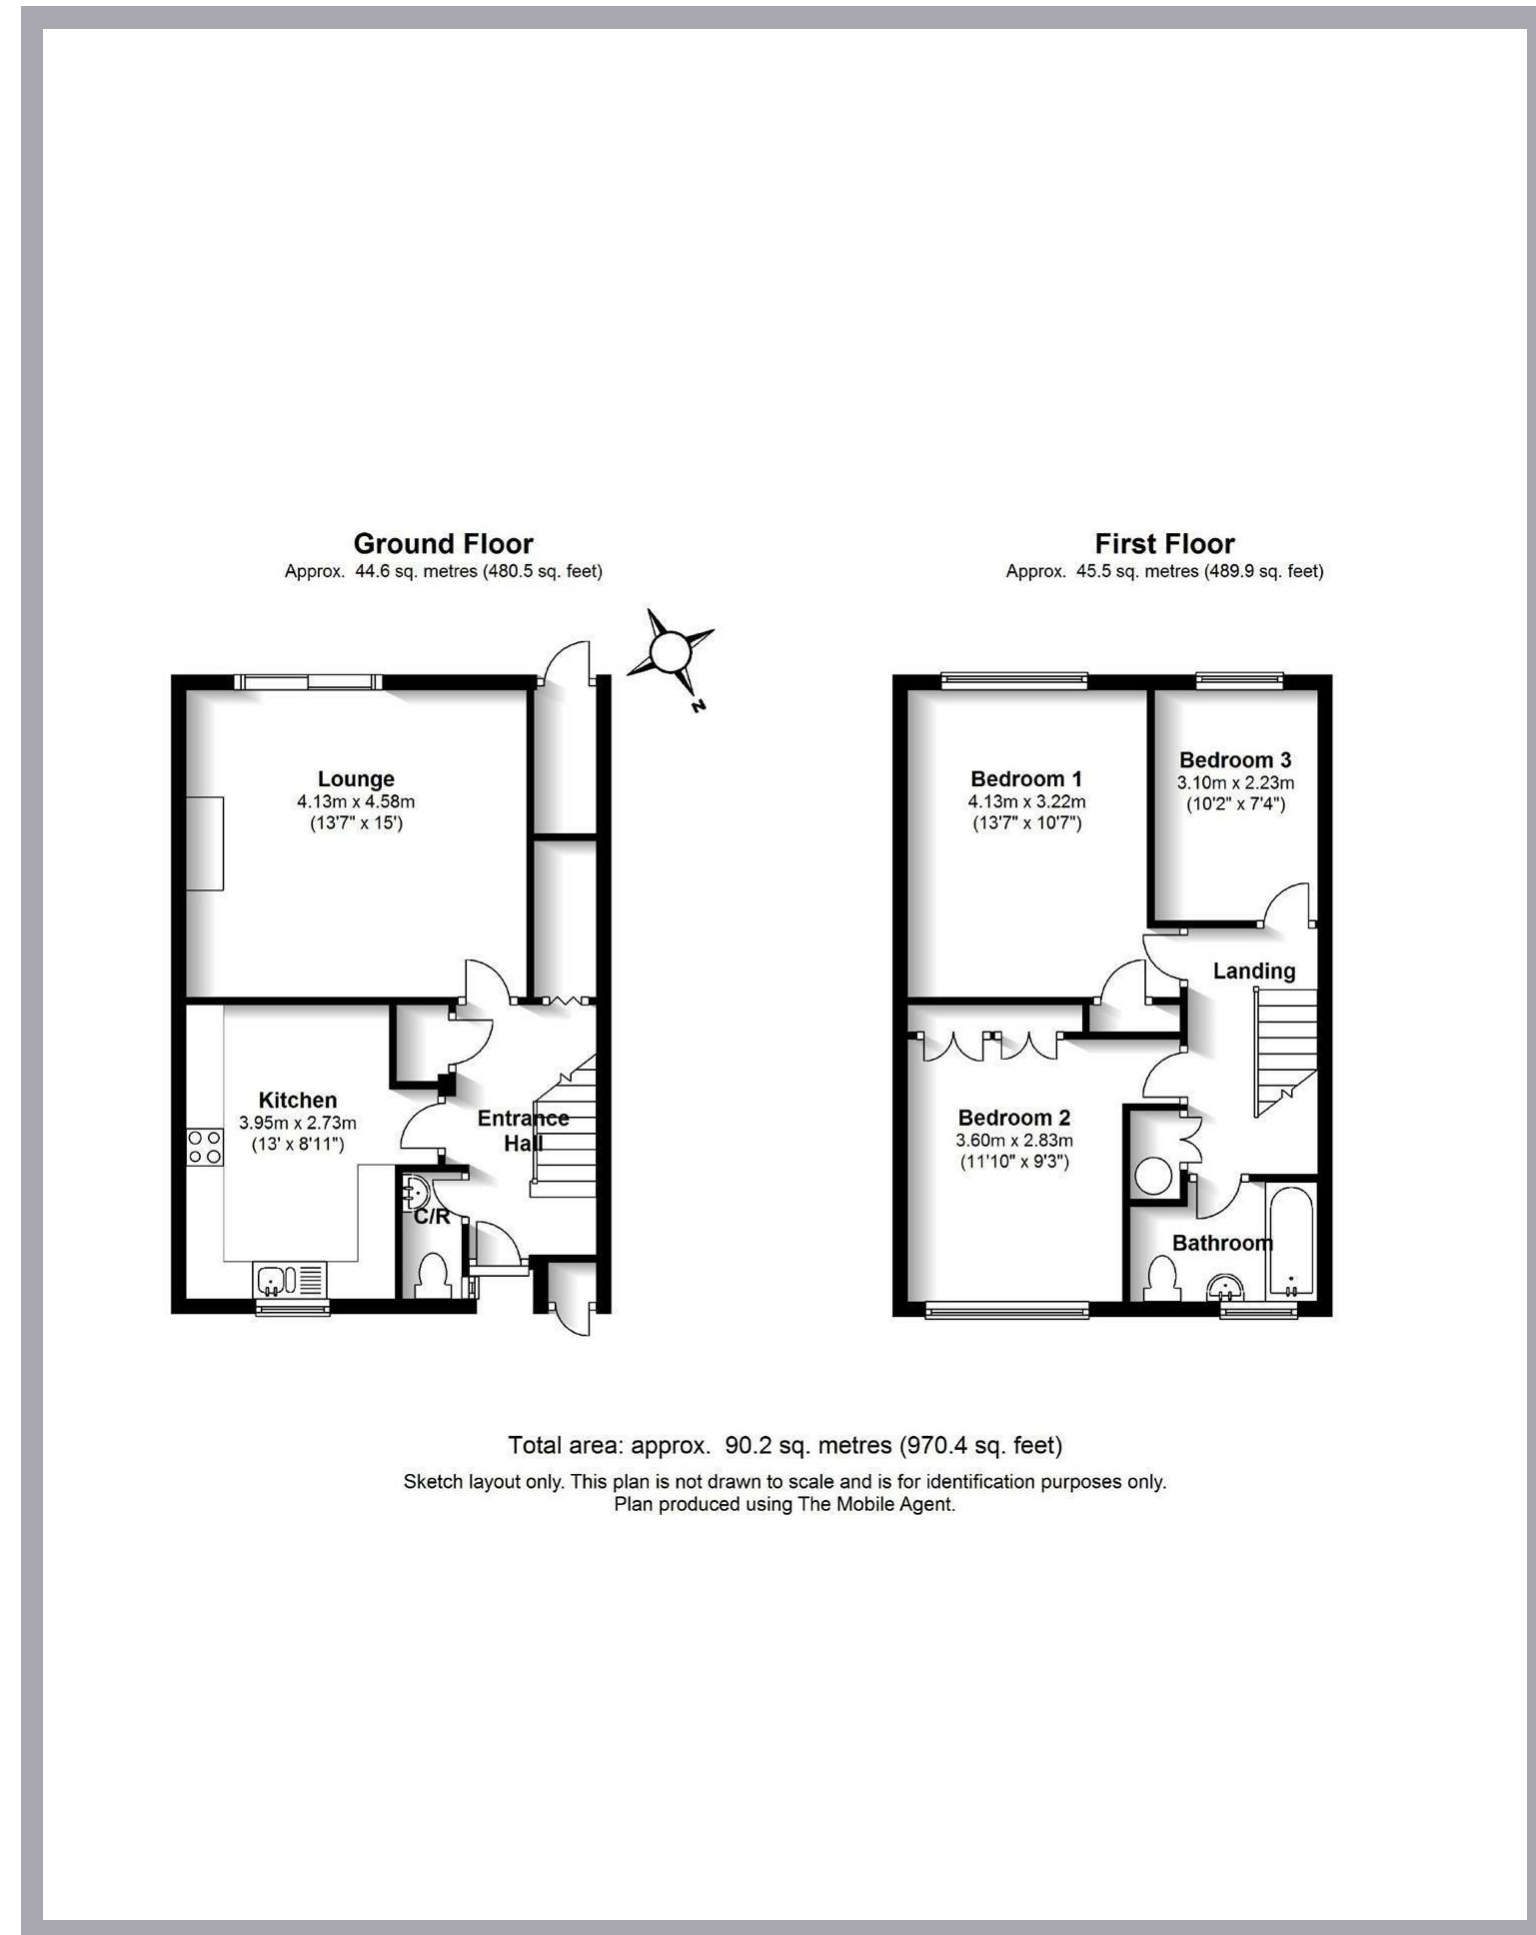 Ground Floor
Approx. 44.6 sq. metres (480.5 sq. feet)
First Floor
Approx. 45.5 sq. metres (489.9 sq. feet)
N
Lounge
4.13m x 4.58m
(13'7" x 15')
Kitchen
3.95m x 2.73m
(13' x 8'11")
Entrance
Hall
C/R
Bedroom 1
4.13m x 3.22m
(13'7" x 10'7")
Bedroom 3
3.10m x 2.23m
(10'2" x 7'4")
Landing
Bedroom 2
3.60m x 2.83m
(11'10" x 9'3")
Bathroom
Total area: approx. 90.2 sq. metres (970.4 sq. feet)
Sketch layout only. This plan is not drawn to scale and is for identification purposes only.
Plan produced using The Mobile Agent.